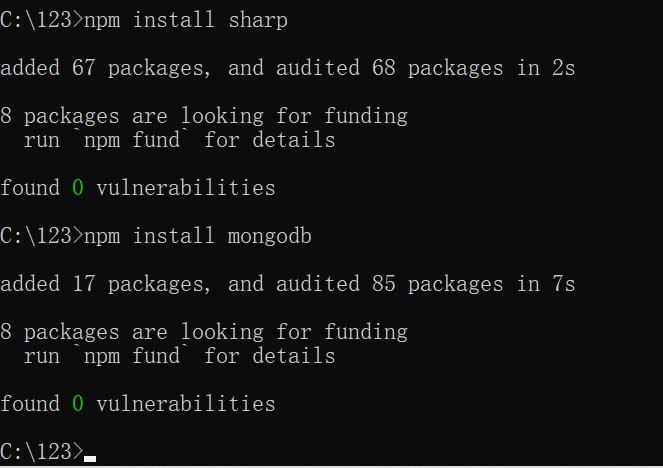 C:\123>npm install sharp
added 67 packages, and audited 68 packages in 2s
8 packages are looking for funding
  run `npm fund` for details
found 0 vulnerabilities
C:\123>npm install mongodb
added 17 packages, and audited 85 packages in 7s
8 packages are looking for funding
  run `npm fund` for details
found 0 vulnerabilities
C:\123>